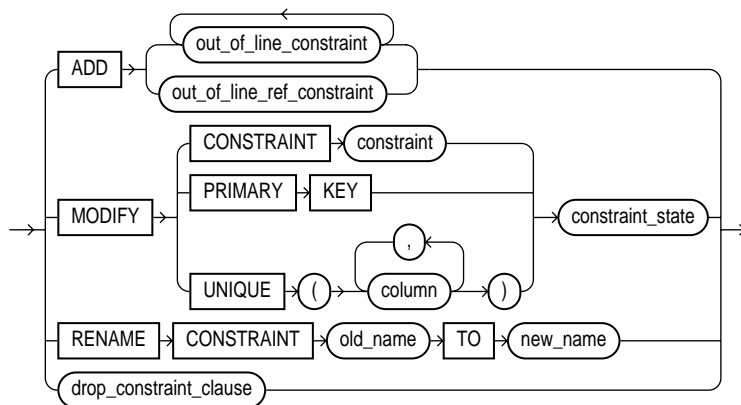 out_of_line_constraint
ADD
out_of_line_ref_constraint
CONSTRAINT constraint
PRIMARY KEY
MODIFY constraint_state
,
UNIQUE ( column )
RENAME CONSTRAINT old_name TO new_name
drop_constraint_clause